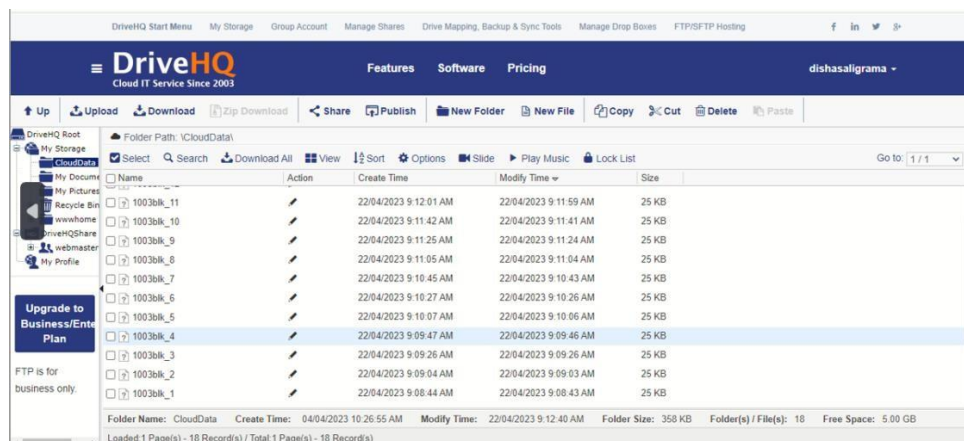 DriveHQ Start Menu My Storage Group Account Manage Shares Drive Mapping, Backup & Sync Tools Manage Drop Boxes FTP/SFTP Hosting
DriveHQ
Cloud IT Service Since 2003
Features Software Pricing dishasaligrama
Up Upload Download Zip Download Share Publish New Folder New File Copy Cut Delete Paste
DriveHQ Root
My Storage
CloudData
My Docume
My Pictures
Recycle Bin
wwwhome
DriveHQShare
webmaster
My Profile
Upgrade to
Business/Ente
Plan
FTP is for
business only.
Folder Path: \CloudData\
Select Search Download All View Sort Options Slide Play Music Lock List Go to: 1 / 1
Name Action Create Time Modify Time Size
1003blk_11 22/04/2023 9:12:01 AM 22/04/2023 9:11:59 AM 25 KB
1003blk_10 22/04/2023 9:11:42 AM 22/04/2023 9:11:41 AM 25 KB
1003blk_9 22/04/2023 9:11:25 AM 22/04/2023 9:11:24 AM 25 KB
1003blk_8 22/04/2023 9:11:05 AM 22/04/2023 9:11:04 AM 25 KB
1003blk_7 22/04/2023 9:10:45 AM 22/04/2023 9:10:43 AM 25 KB
1003blk_6 22/04/2023 9:10:27 AM 22/04/2023 9:10:26 AM 25 KB
1003blk_5 22/04/2023 9:10:07 AM 22/04/2023 9:10:06 AM 25 KB
1003blk_4 22/04/2023 9:09:47 AM 22/04/2023 9:09:46 AM 25 KB
1003blk_3 22/04/2023 9:09:26 AM 22/04/2023 9:09:26 AM 25 KB
1003blk_2 22/04/2023 9:09:04 AM 22/04/2023 9:09:03 AM 25 KB
1003blk_1 22/04/2023 9:08:44 AM 22/04/2023 9:08:43 AM 25 KB
Folder Name: CloudData Create Time: 04/04/2023 10:26:55 AM Modify Time: 22/04/2023 9:12:40 AM Folder Size: 358 KB Folder(s) / File(s): 18 Free Space: 5.00 GB
Loaded:1 Page(s) - 18 Record(s) / Total:1 Page(s) - 18 Record(s)